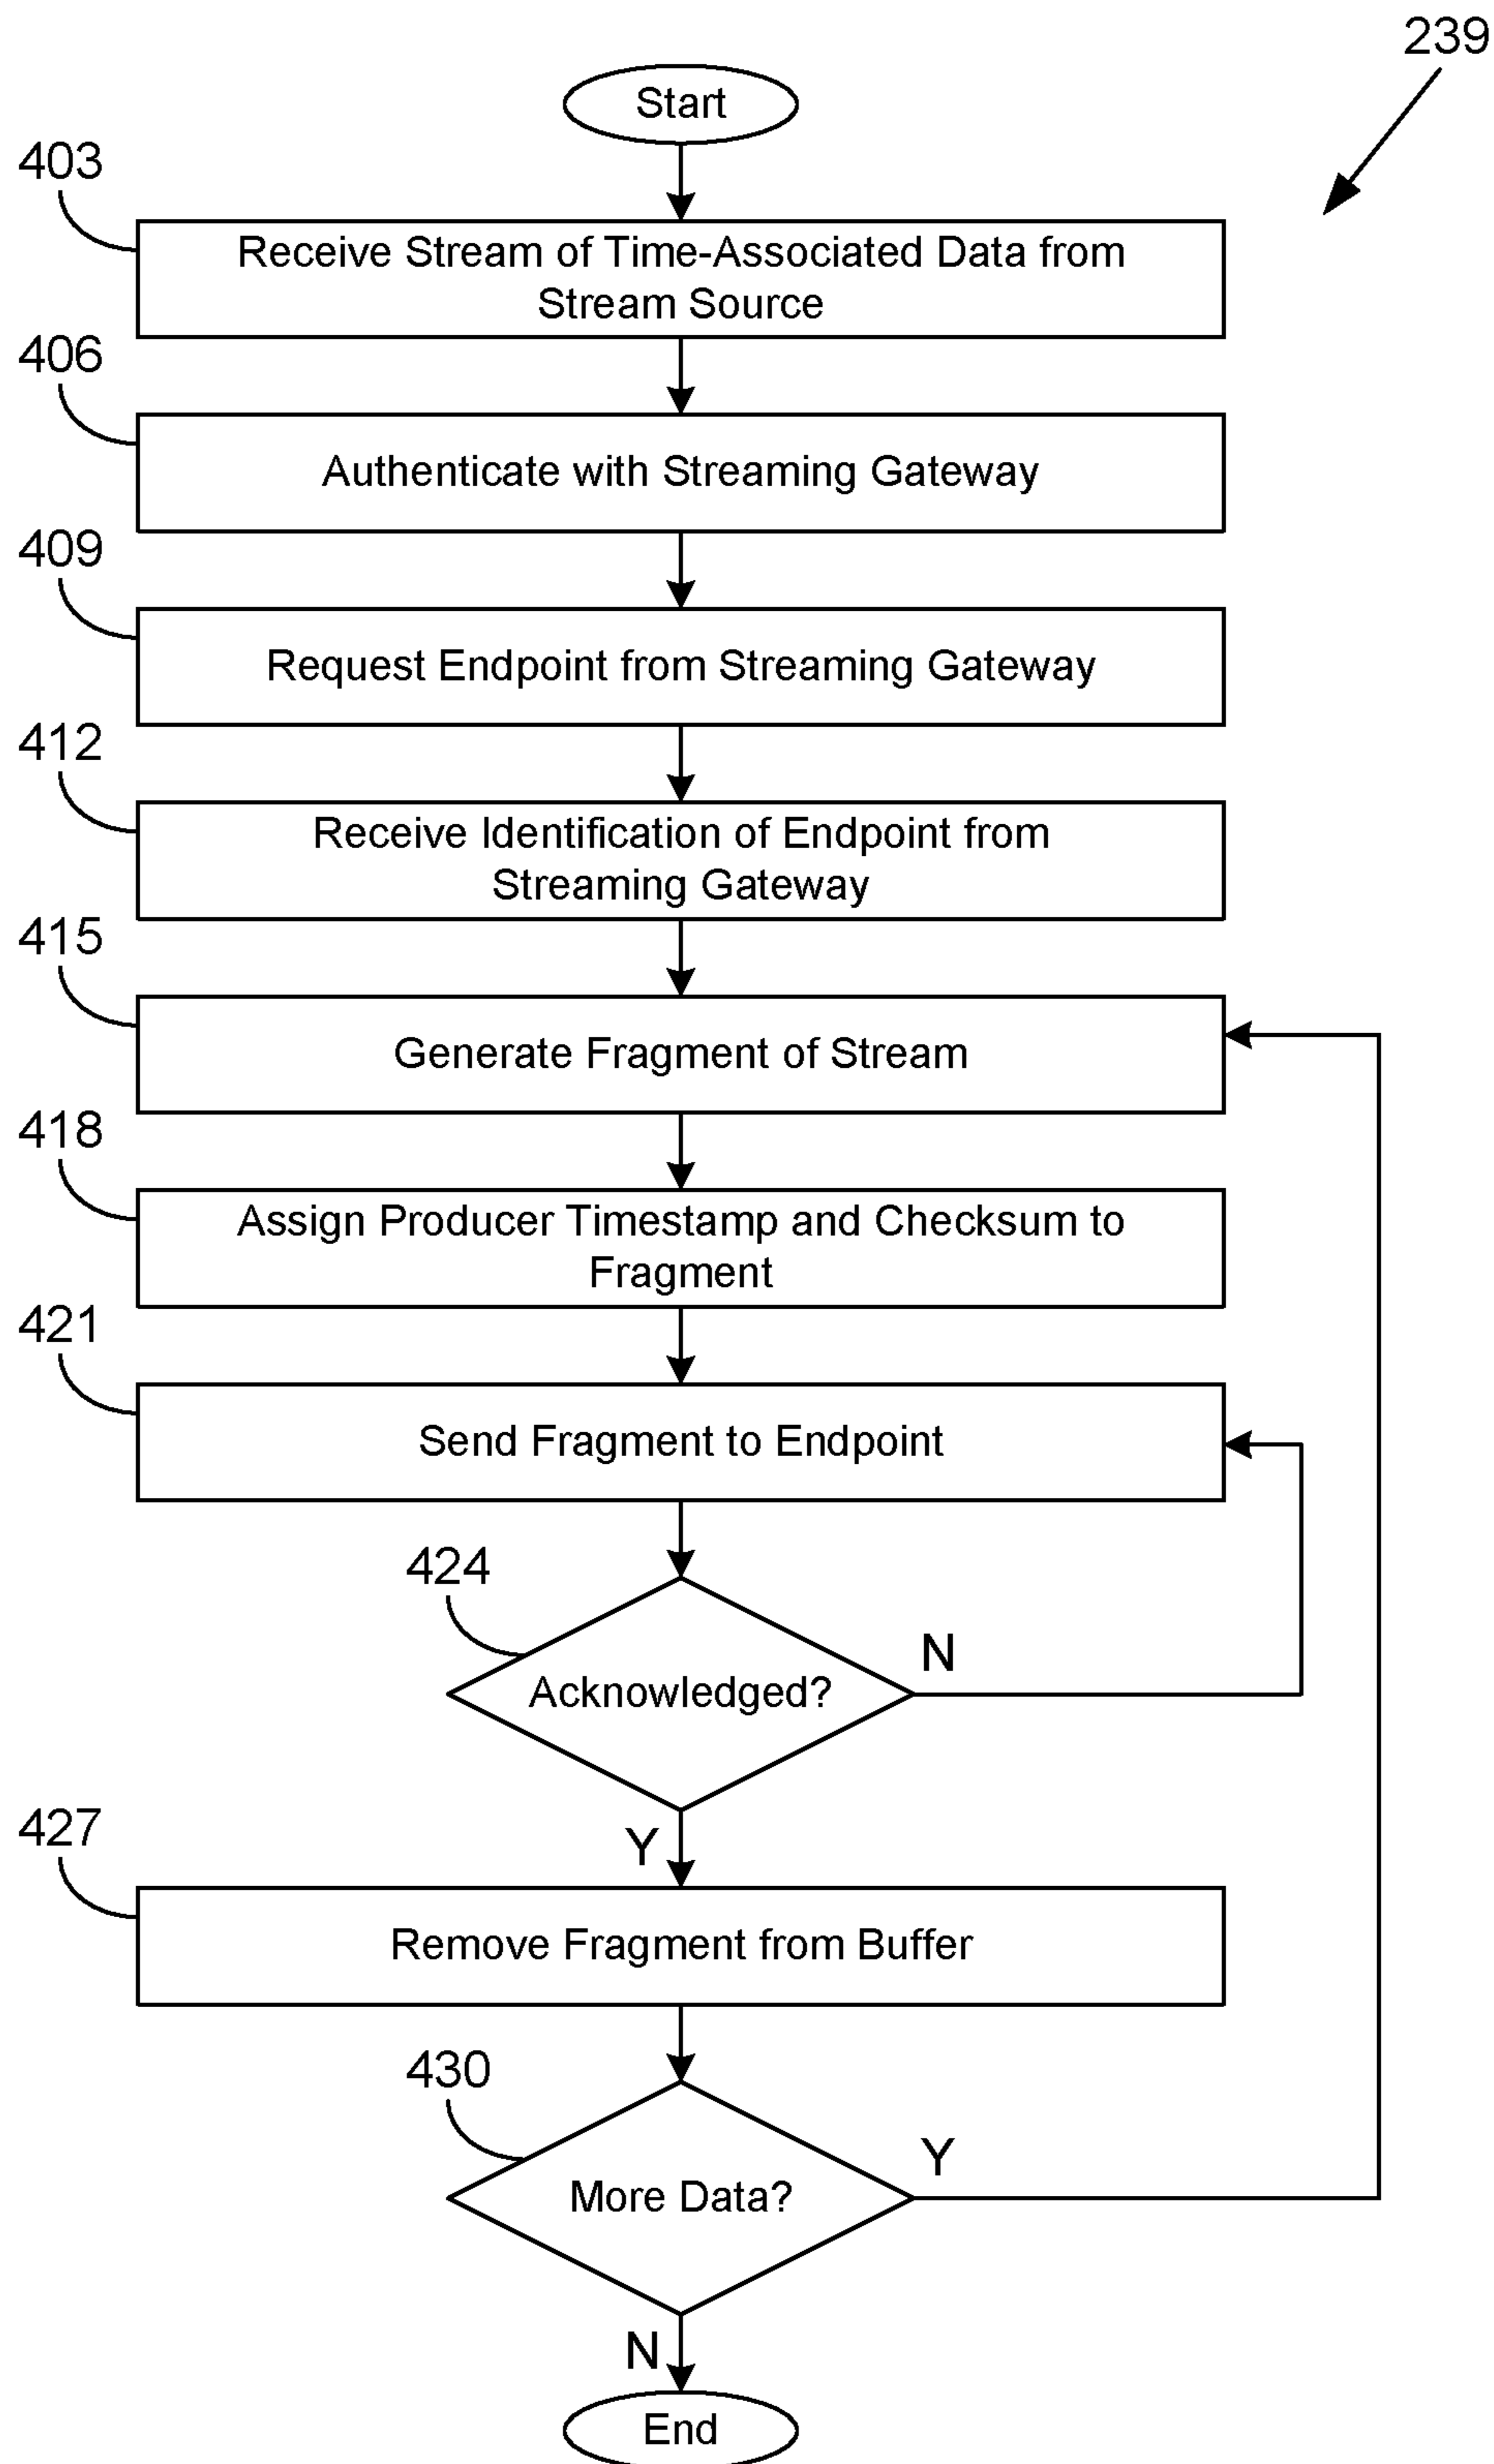 239
Start
403
Receive Stream of Time-Associated Data from
Stream Source
406
Authenticate with Streaming Gateway
409
Request Endpoint from Streaming Gateway
412
Receive Identification of Endpoint from
Streaming Gateway
415
Generate Fragment of Stream
418
Assign Producer Timestamp and Checksum to
Fragment
421
Send Fragment to Endpoint
424
N
Acknowledged?
Y
427
Remove Fragment from Buffer
430
Y
More Data?
N
End